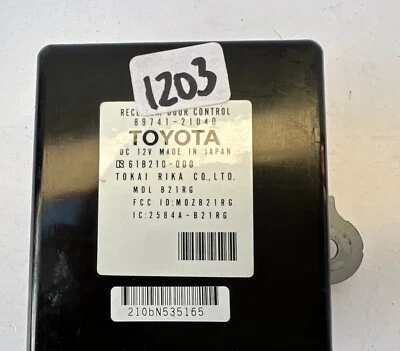 1203
RECEIVER, DOOR CONTROL
89741-21040
TOYOTA
DC 12V MADE IN JAPAN
61B210-000
TOKAI RIKA CO.,LTD.
MDL B21RG
FCC ID:MOZB21RG
IC:2584A-B21RG
210bN535165